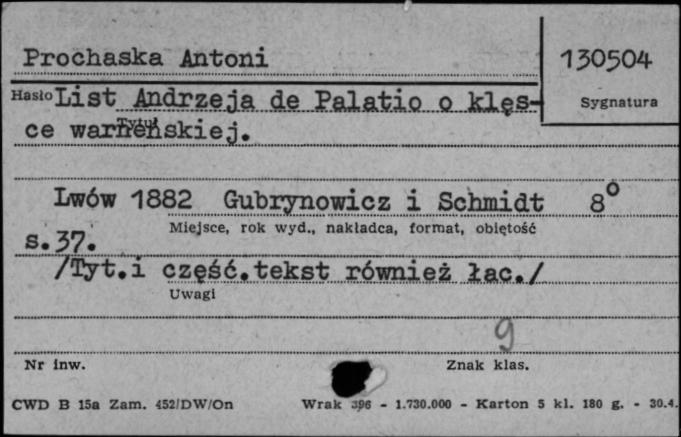 Prochaska Antoni
130504
Hasło List Andrzeja de Palatio o klęs-
Sygnatura
Tytuł
ce warneńskiej.
Lwów 1882 Gubrynowicz i Schmidt 8°
Miejsce, rok wyd., nakładca, format, objętość
s.37.
/Tyt.i część.tekst również łac./
Uwagi
9
Nr inw.
Znak klas.
CWD B 15a Zam. 452/DW/On Wrak 396 - 1.730.000 - Karton 5 kl. 180 g. - 30.4.